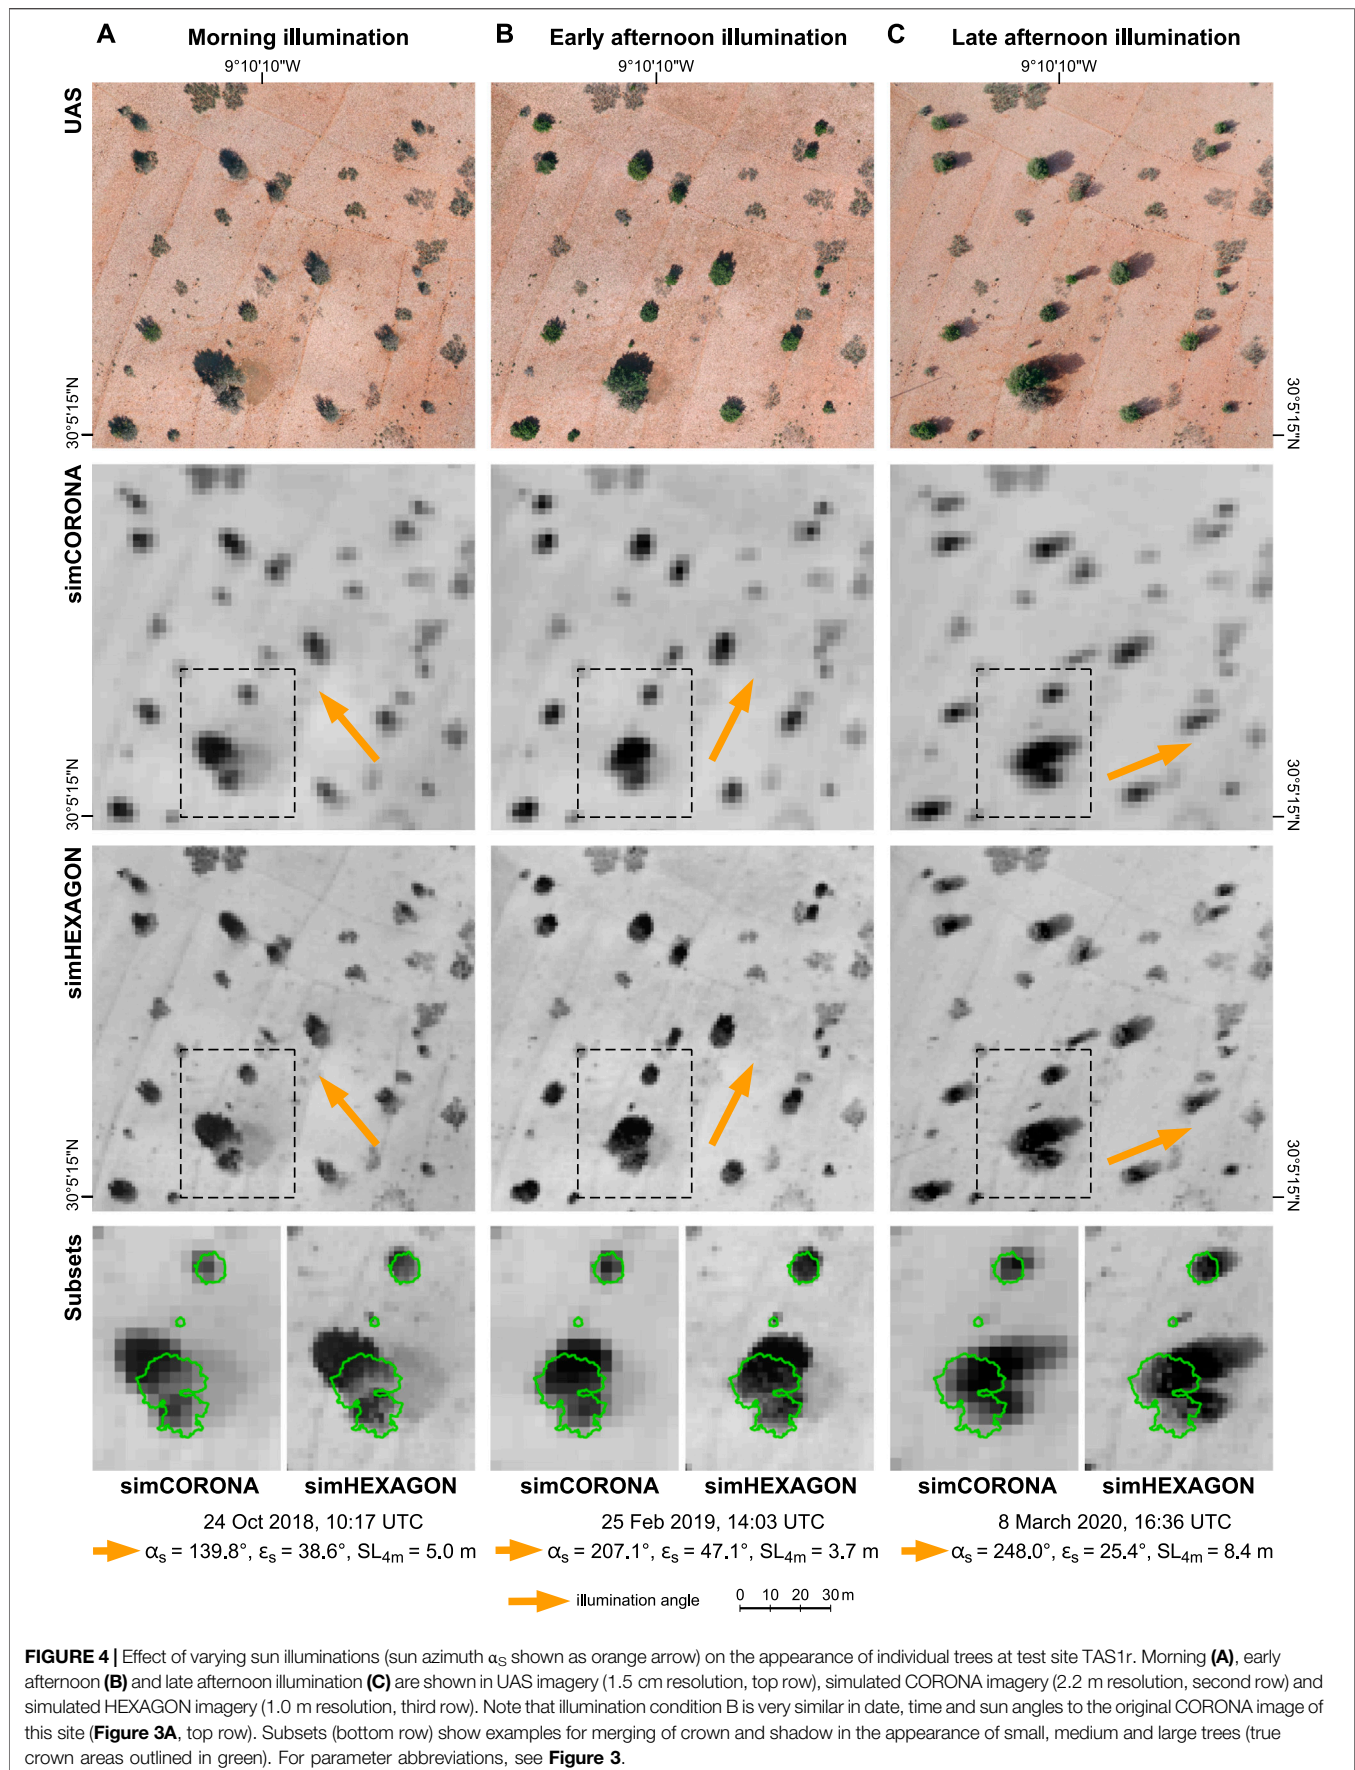 A Morning illumination B Early afternoon illumination C Late afternoon illumination
9°10'10"W 9°10'10"W 9°10'10"W
UAS
30°5'15"N 30°5'15"N
simCORONA
30°5'15"N 30°5'15"N
simHEXAGON
30°5'15"N 30°5'15"N
Subsets
simCORONA simHEXAGON simCORONA simHEXAGON simCORONA simHEXAGON
24 Oct 2018, 10:17 UTC 25 Feb 2019, 14:03 UTC 8 March 2020, 16:36 UTC
αs = 139.8°, εs = 38.6°, SL4m = 5.0 m αs = 207.1°, εs = 47.1°, SL4m = 3.7 m αs = 248.0°, εs = 25.4°, SL4m = 8.4 m
illumination angle 0 10 20 30 m
FIGURE 4 | Effect of varying sun illuminations (sun azimuth αS shown as orange arrow) on the appearance of individual trees at test site TAS1r. Morning (A), early
afternoon (B) and late afternoon illumination (C) are shown in UAS imagery (1.5 cm resolution, top row), simulated CORONA imagery (2.2 m resolution, second row) and
simulated HEXAGON imagery (1.0 m resolution, third row). Note that illumination condition B is very similar in date, time and sun angles to the original CORONA image of
this site (Figure 3A, top row). Subsets (bottom row) show examples for merging of crown and shadow in the appearance of small, medium and large trees (true
crown areas outlined in green). For parameter abbreviations, see Figure 3.